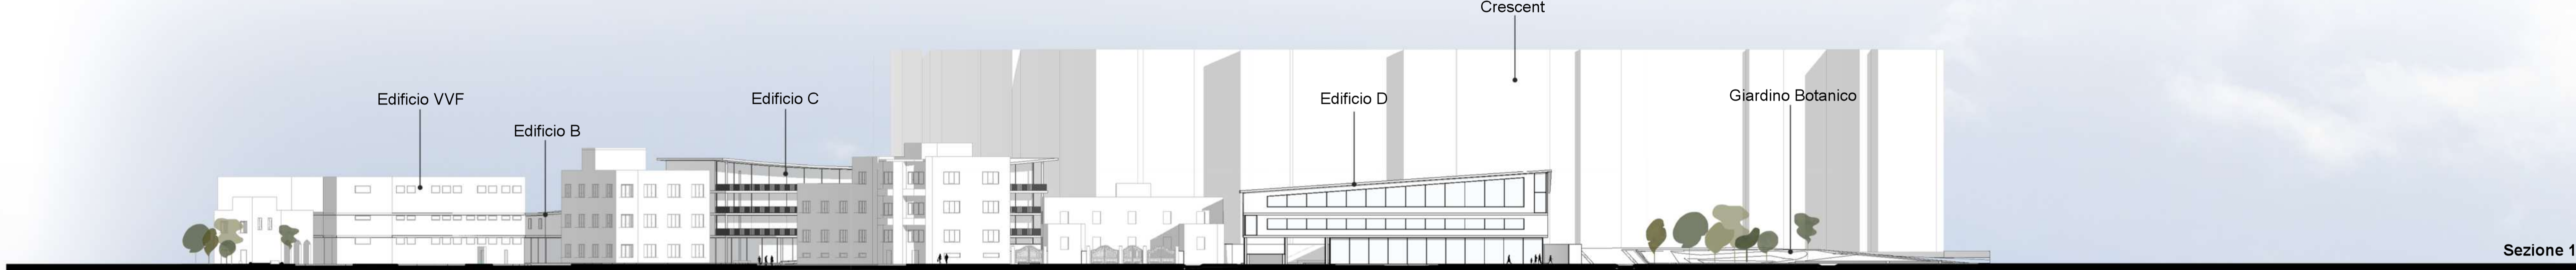 Crescent
Edificio VVF
Edificio C
Edificio D
Giardino Botanico
Edificio B
Sezione 1